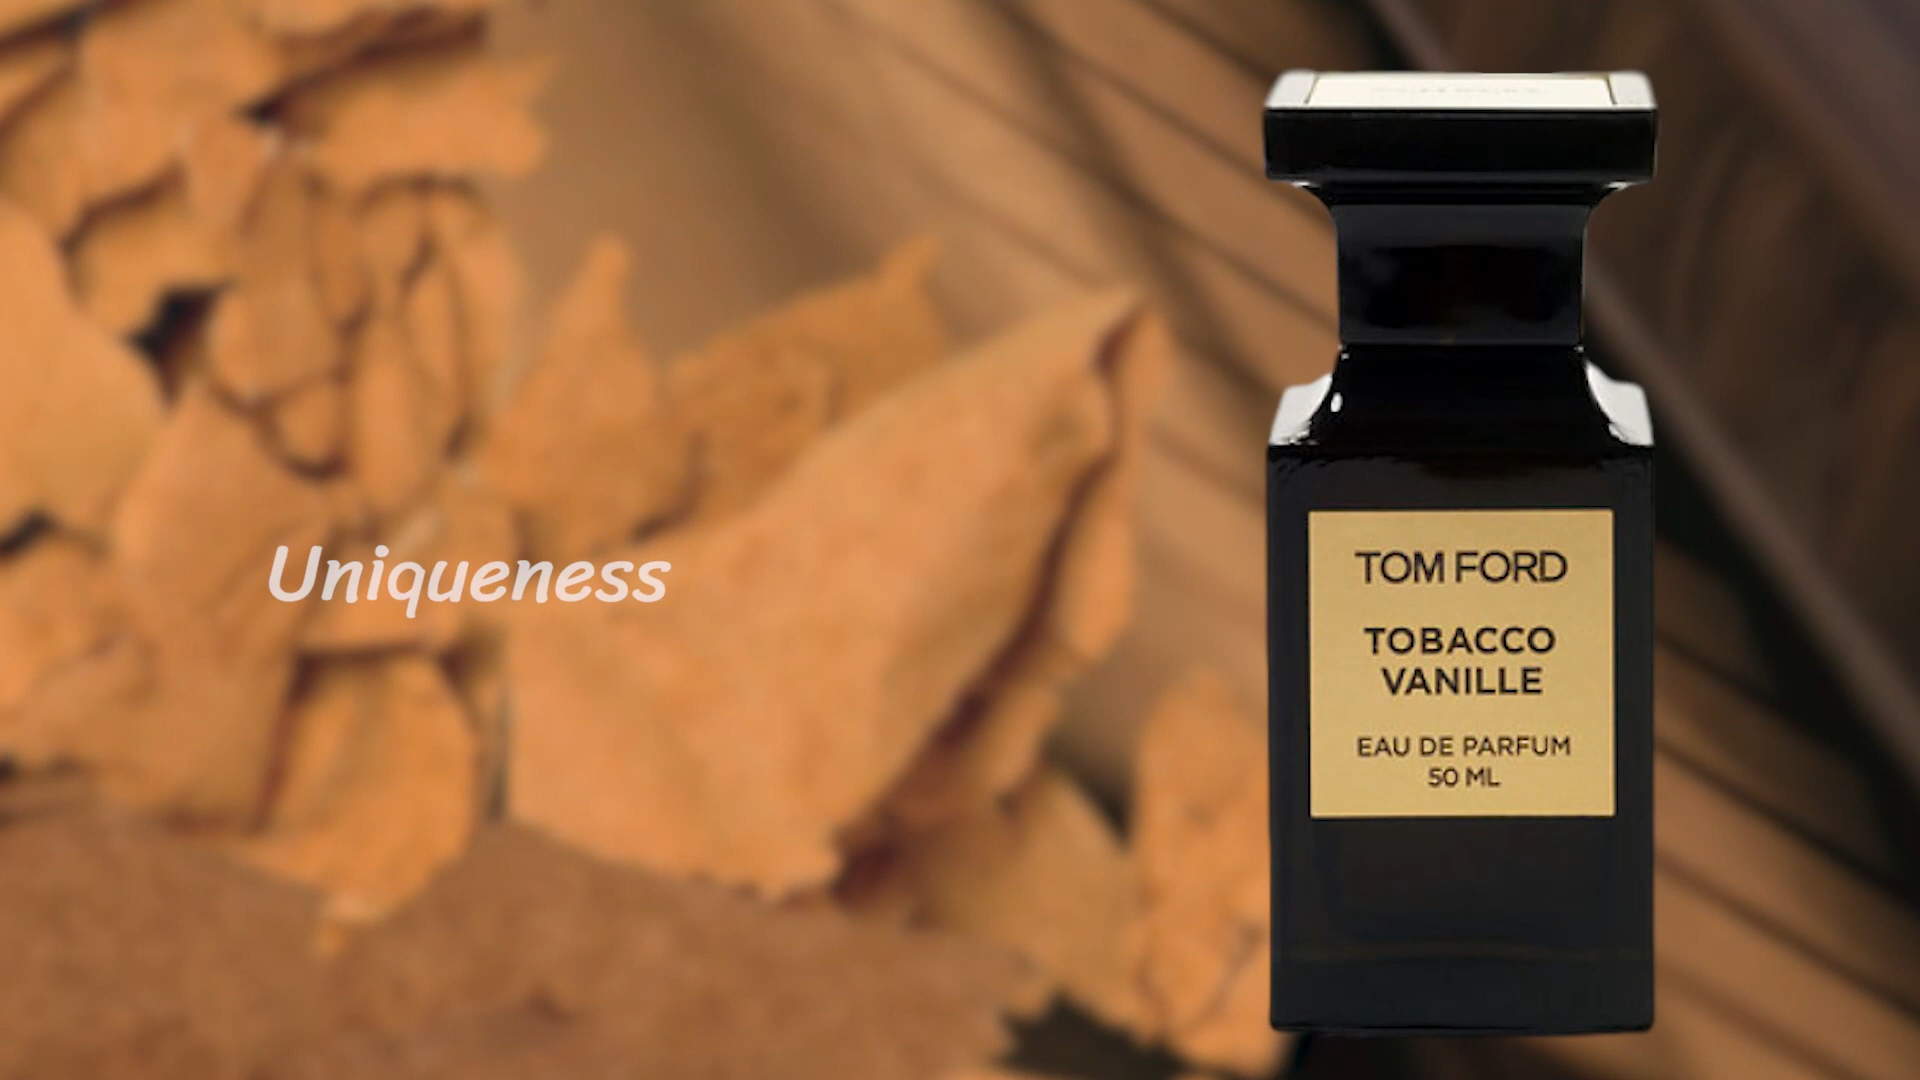 Uniqueness
TOM FORD
TOBACCO
VANILLE
EAU DE PARFUM
50 ML